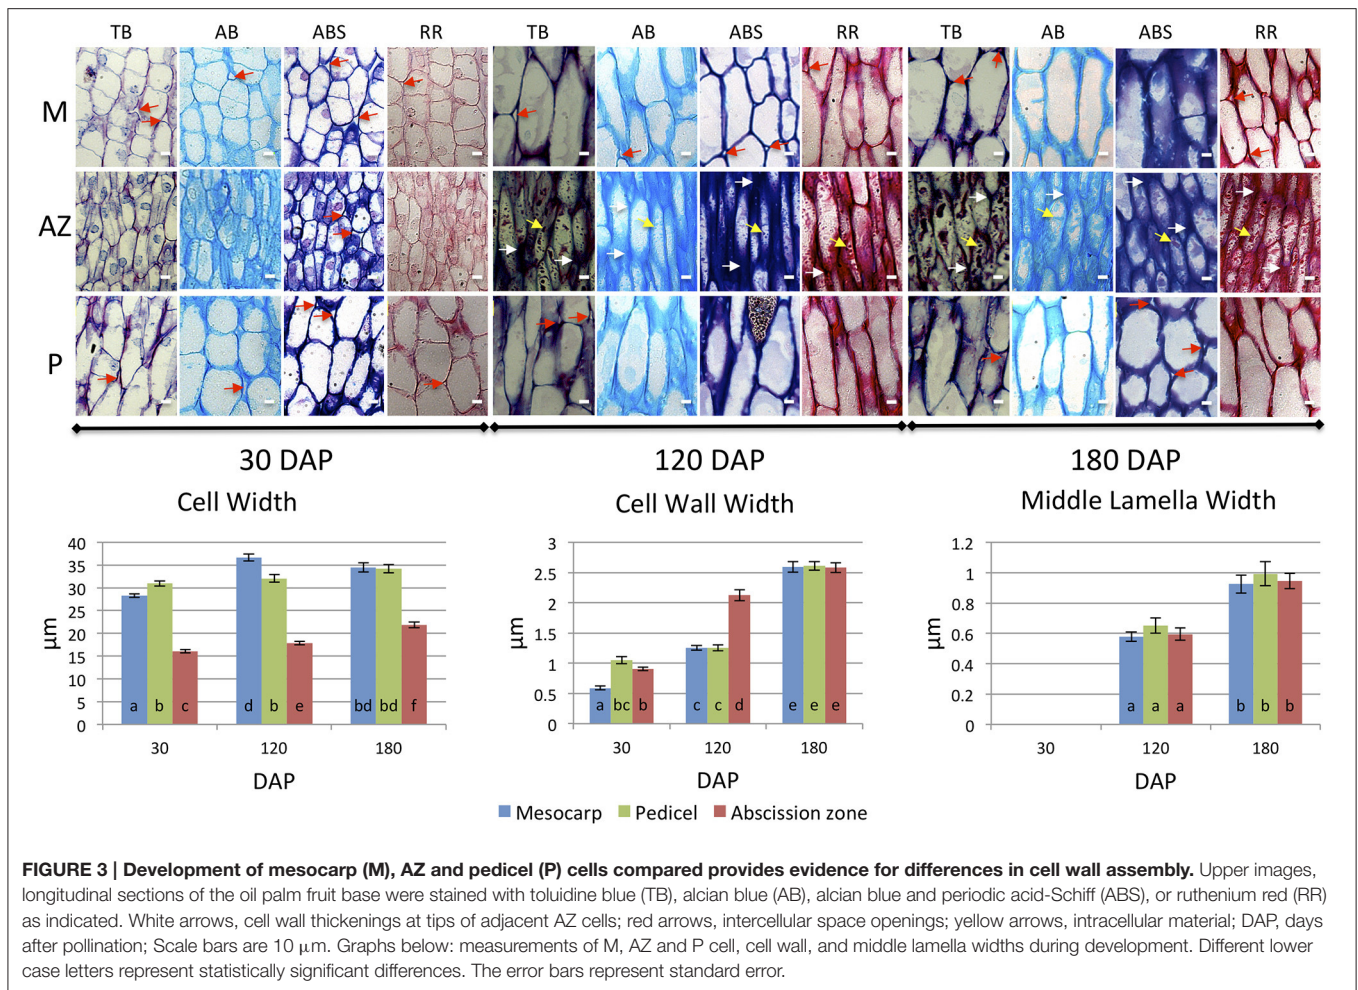 TB AB ABS RR TB AB ABS RR TB AB ABS RR
M
AZ
P
30 DAP 120 DAP 180 DAP
Cell Width
40
35
30
25
20
15
10
5
0
μm
a b c d b e bd bd f
30 120 180
DAP
Cell Wall Width
3
2.5
2
1.5
1
0.5
0
μm
a bc b c c d e e e
30 120 180
DAP
Middle Lamella Width
1.2
1
0.8
0.6
0.4
0.2
0
μm
a a a b b b
30 120 180
DAP
Mesocarp Pedicel Abscission zone
FIGURE 3 | Development of mesocarp (M), AZ and pedicel (P) cells compared provides evidence for differences in cell wall assembly. Upper images,
longitudinal sections of the oil palm fruit base were stained with toluidine blue (TB), alcian blue (AB), alcian blue and periodic acid-Schiff (ABS), or ruthenium red (RR)
as indicated. White arrows, cell wall thickenings at tips of adjacent AZ cells; red arrows, intercellular space openings; yellow arrows, intracellular material; DAP, days
after pollination; Scale bars are 10 μm. Graphs below: measurements of M, AZ and P cell, cell wall, and middle lamella widths during development. Different lower
case letters represent statistically significant differences. The error bars represent standard error.